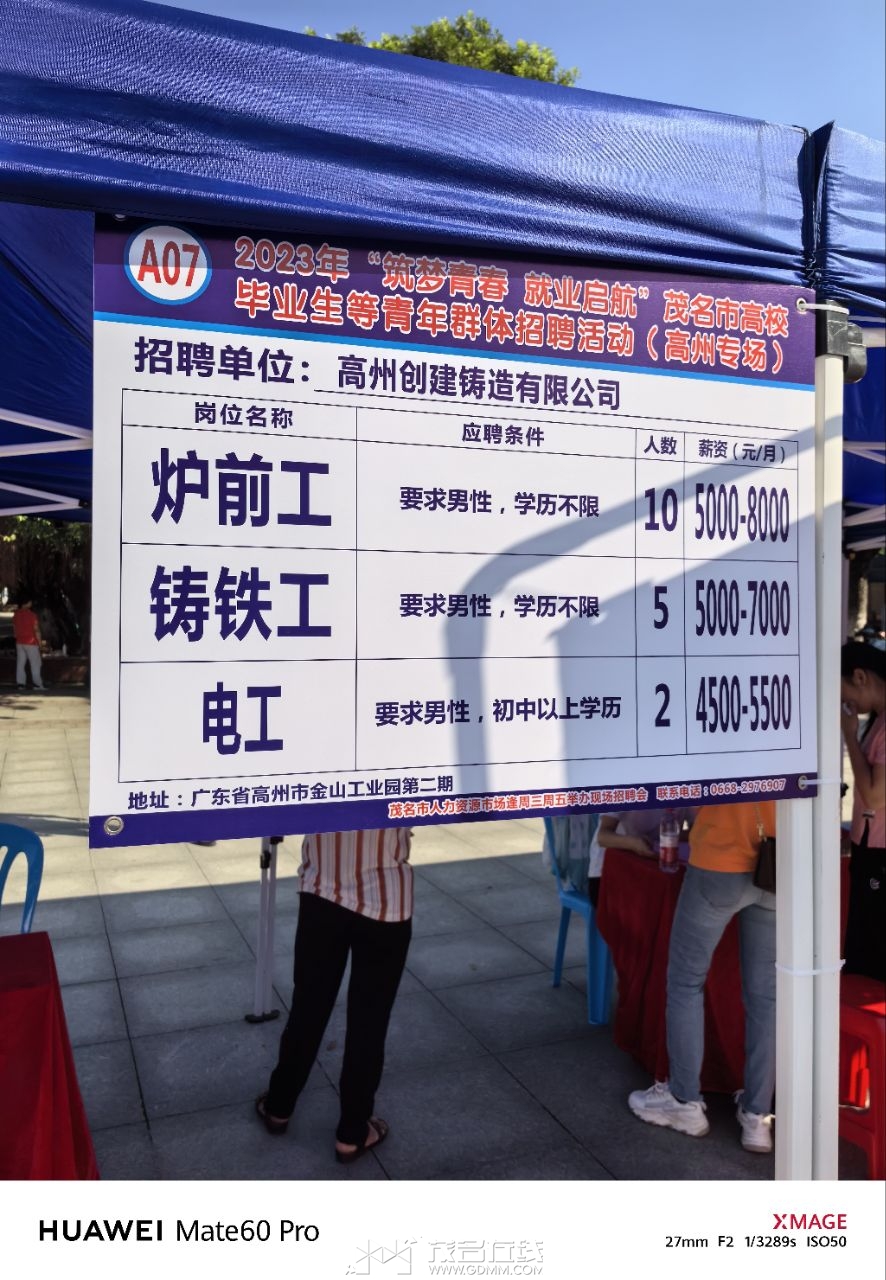 A07
2023年“筑梦青春 就业启航”茂名市高校
毕业生等青年群体招聘活动（高州专场）
招聘单位：高州创建铸造有限公司
岗位名称 应聘条件 人数 薪资（元/月）
炉前工 要求男性，学历不限 10 5000-8000
铸铁工 要求男性，学历不限 5 5000-7000
电工 要求男性，初中以上学历 2 4500-5500
地址：广东省高州市金山工业园第二期
茂名市人力资源市场逢周三周五举办现场招聘会 联系电话：0668-2976907
HUAWEI Mate60 Pro
XMAGE
27mm F2 1/3289s ISO50
茂名在线
WWW.GDMM.COM